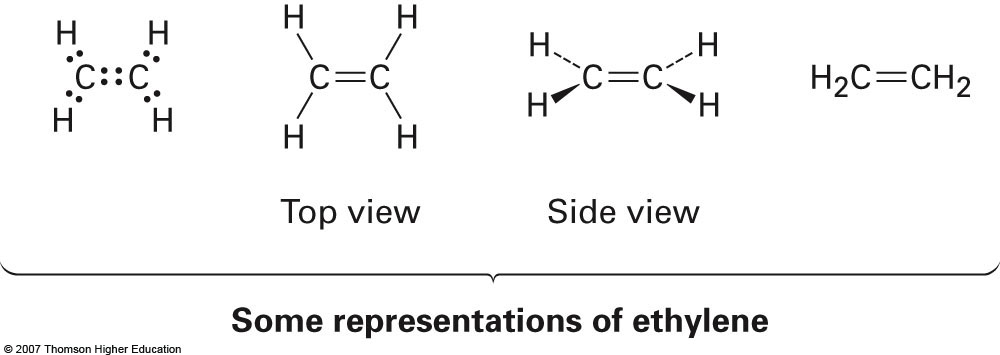 H H H H H H
C::C C=C C=C H₂C=CH₂
H H H H H H
Top view Side view
Some representations of ethylene
© 2007 Thomson Higher Education